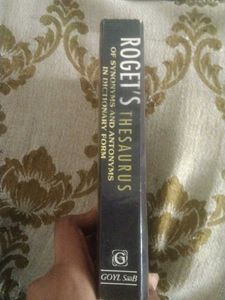 ROGET'S THESAURUS
OF SYNONYMS AND ANTONYMS
IN DICTIONARY FORM
G
GOYL SaaB